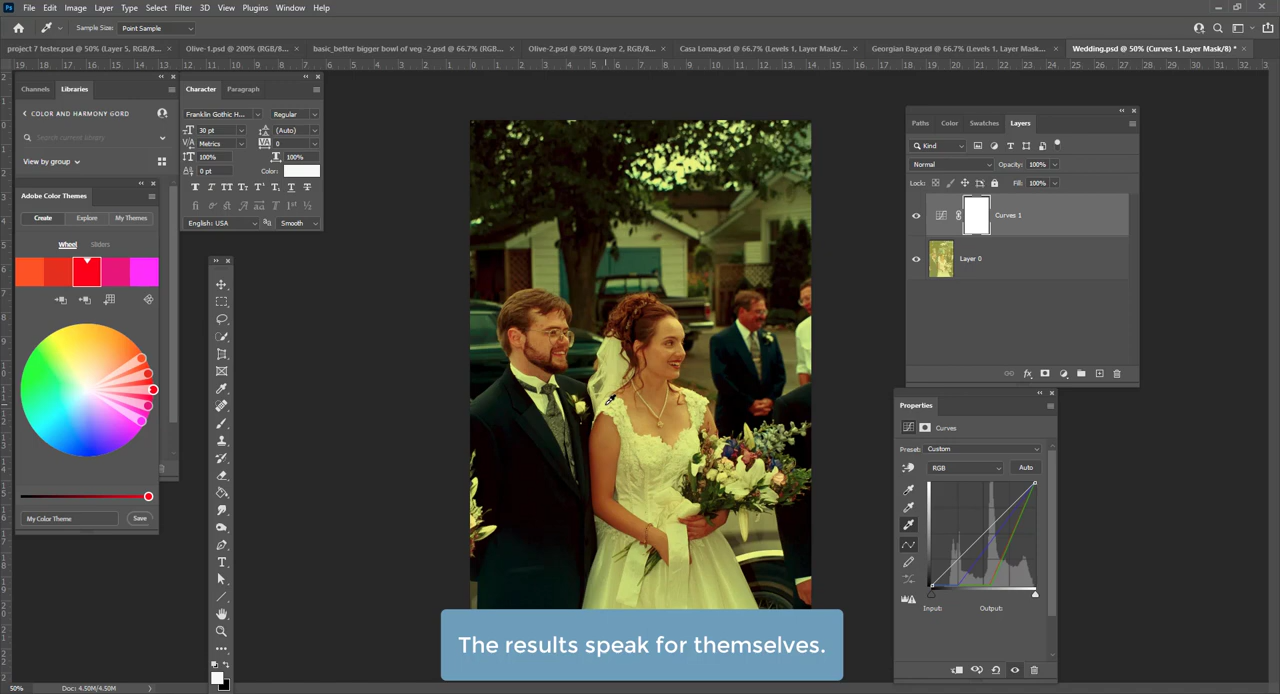 Ps File Edit Image Layer Type Select Filter 3D View Plugins Window Help
Sample Size: Point Sample
project 7 tester.psd @ 50% (Layer 5, RGB/8... × Olive-1.psd @ 200% (RGB/8... × basic_better bigger bowl of veg -2.psd @ 66.7% (RGB... × Olive-2.psd @ 50% (Layer 2, RGB/8... × Casa Loma.psd @ 66.7% (Levels 1, Layer Mask/... × Georgian Bay.psd @ 66.7% (Levels 1, Layer Mask/... × Wedding.psd @ 50% (Curves 1, Layer Mask/8) * ×
Channels Libraries
COLOR AND HARMONY GORD
Search current library
View by group
Adobe Color Themes
Create Explore My Themes
Wheel Sliders
My Color Theme Save
Character Paragraph
Franklin Gothic H... Regular
30 pt (Auto)
Metrics 0
100% 100%
0 pt Color:
English: USA Smooth
Paths Color Swatches Layers
Kind
Normal Opacity: 100%
Lock: Fill: 100%
Curves 1
Layer 0
Properties
Curves
Preset: Custom
RGB Auto
Input: Output:
The results speak for themselves.
50% Doc: 4.50M/4.50M